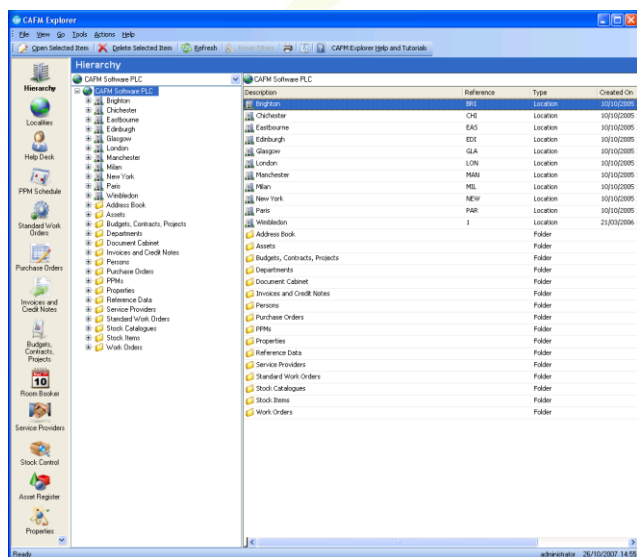 CAFM Explorer
File View Go Tools Actions Help
Open Selected Item Delete Selected Item Refresh CAFM Explorer Help and Tutorials
Hierarchy
Hierarchy
Localities
Help Desk
PPM Schedule
Standard Work
Orders
Purchase Orders
Invoices and
Credit Notes
Budgets,
Contracts,
Projects
10
Room Booker
Service Providers
Stock Control
Asset Register
Properties
CAFM Software PLC
CAFM Software PLC
Brighton
Chichester
Eastbourne
Edinburgh
Glasgow
London
Manchester
Milan
New York
Paris
Wimbledon
Address Book
Assets
Budgets, Contracts, Projects
Departments
Document Cabinet
Invoices and Credit Notes
Persons
Purchase Orders
PPMs
Properties
Reference Data
Service Providers
Standard Work Orders
Stock Catalogues
Stock Items
Work Orders
CAFM Software PLC
Description Reference Type Created On
Brighton BRI Location 10/10/2005
Chichester CHI Location 10/10/2005
Eastbourne EAS Location 10/10/2005
Edinburgh EDI Location 10/10/2005
Glasgow GLA Location 10/10/2005
London LON Location 10/10/2005
Manchester MAN Location 10/10/2005
Milan MIL Location 10/10/2005
New York NEW Location 10/10/2005
Paris PAR Location 10/10/2005
Wimbledon 1 Location 21/03/2006
Address Book Folder
Assets Folder
Budgets, Contracts, Projects Folder
Departments Folder
Document Cabinet Folder
Invoices and Credit Notes Folder
Persons Folder
Purchase Orders Folder
PPMs Folder
Properties Folder
Reference Data Folder
Service Providers Folder
Standard Work Orders Folder
Stock Catalogues Folder
Stock Items Folder
Work Orders Folder
Ready administrator 26/10/2007 14:55